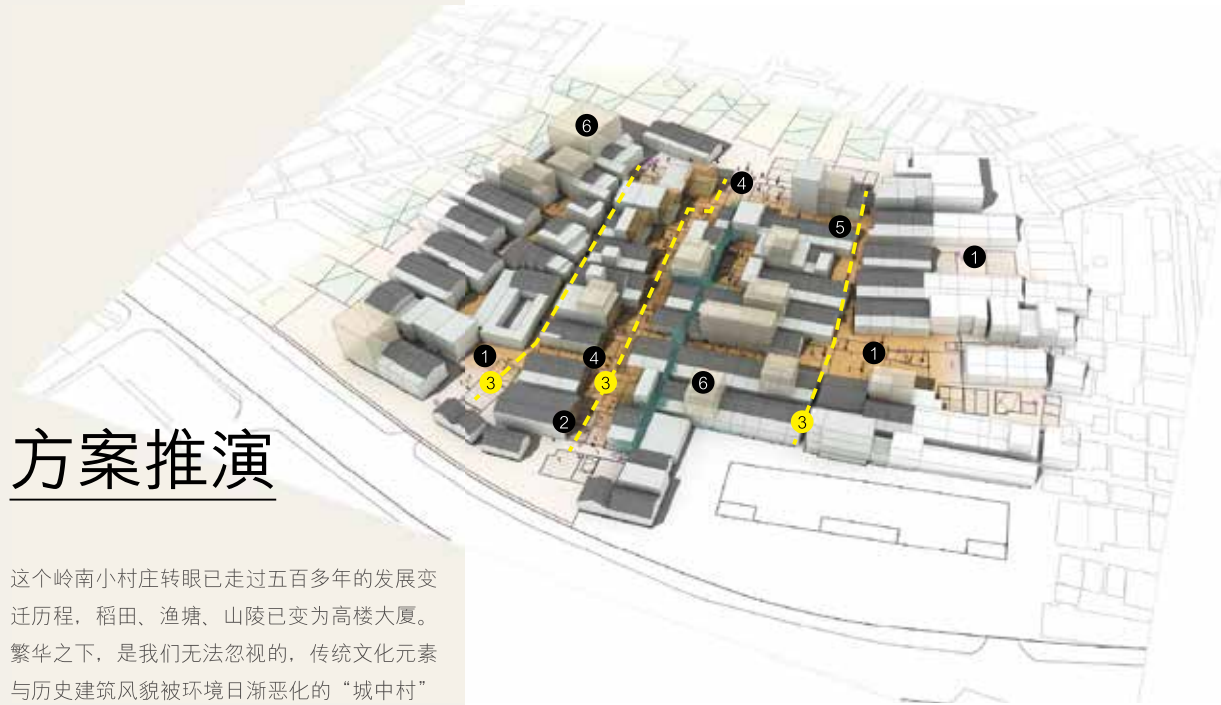 6
4
5
1
1
1
4
3
3
6
2
3
方案推演
这个岭南小村庄转眼已走过五百多年的发展变
迁历程，稻田、渔塘、山陵已变为高楼大厦。
繁华之下，是我们无法忽视的，传统文化元素
与历史建筑风貌被环境日渐恶化的“城中村”